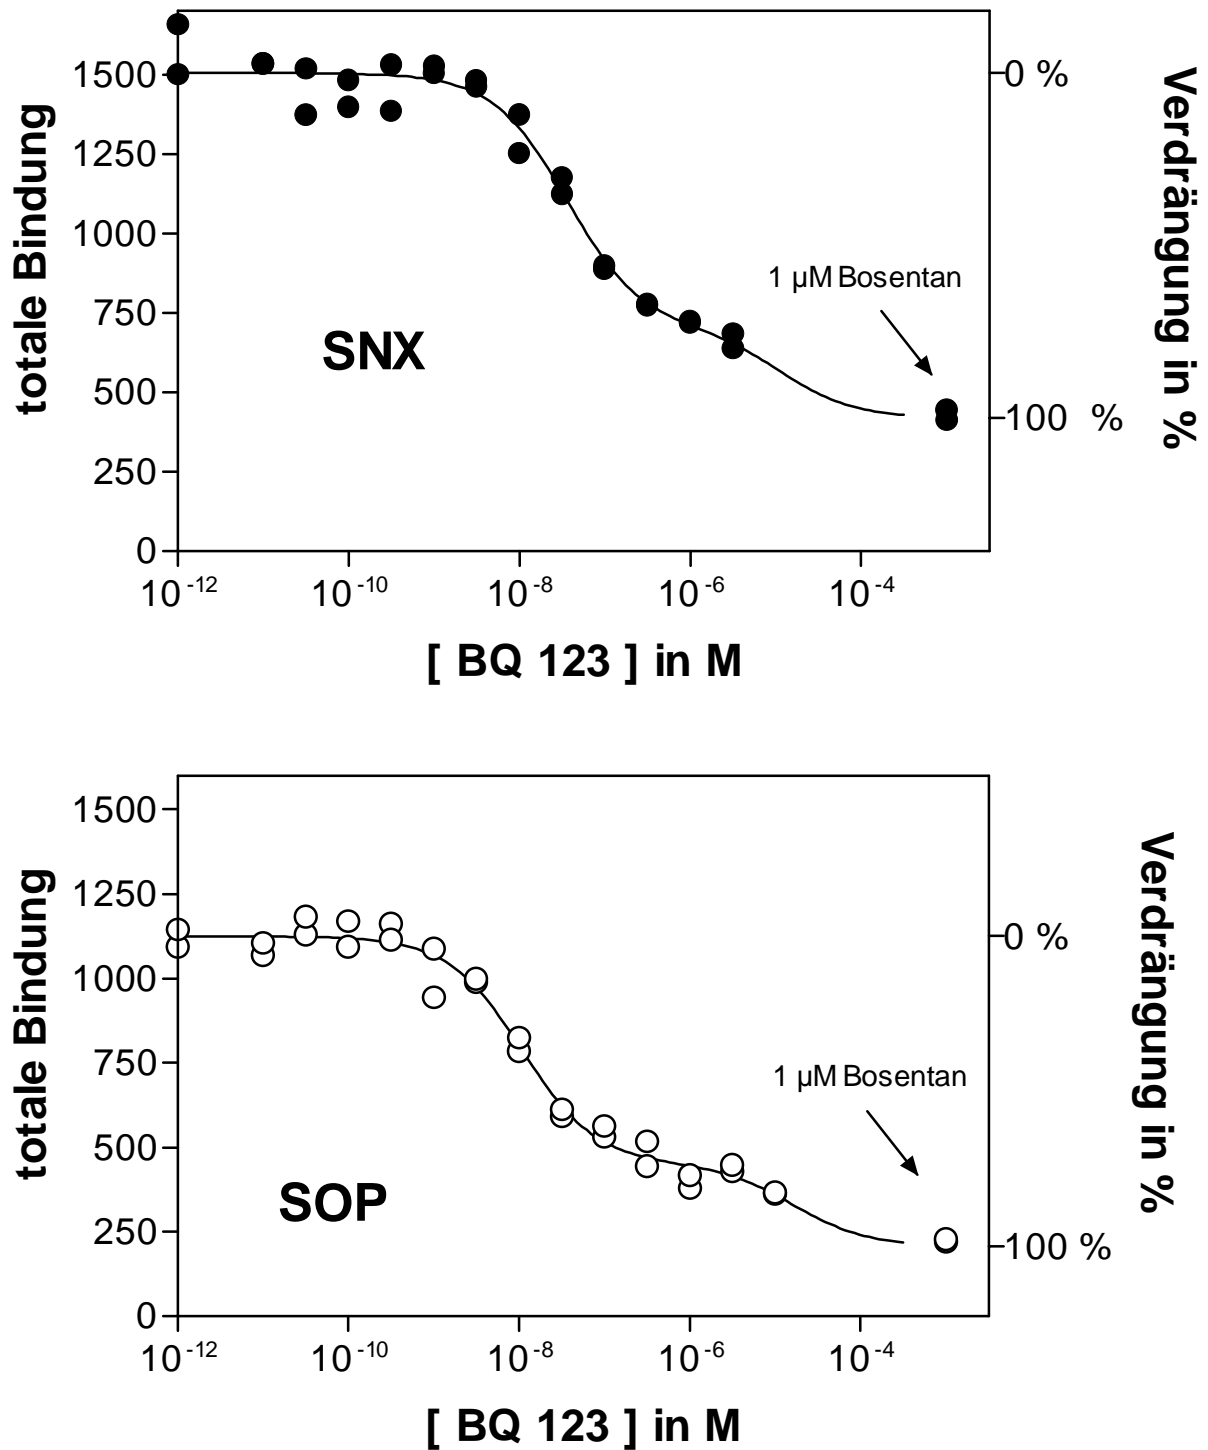 totale Bindung
1500
1250
1000
750
500
250
0
SNX
1 µM Bosentan
0 %
100 %
Verdrängung in %
10-12
10-10
10-8
10-6
10-4
[ BQ 123 ] in M
totale Bindung
1500
1250
1000
750
500
250
0
SOP
1 µM Bosentan
0 %
100 %
Verdrängung in %
10-12
10-10
10-8
10-6
10-4
[ BQ 123 ] in M